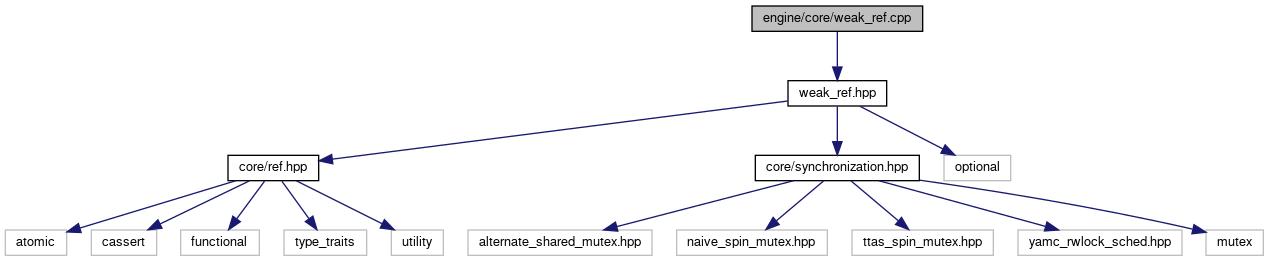 engine/core/weak_ref.cpp
weak_ref.hpp
core/ref.hpp
core/synchronization.hpp
optional
atomic
cassert
functional
type_traits
utility
alternate_shared_mutex.hpp
naive_spin_mutex.hpp
ttas_spin_mutex.hpp
yamc_rwlock_sched.hpp
mutex